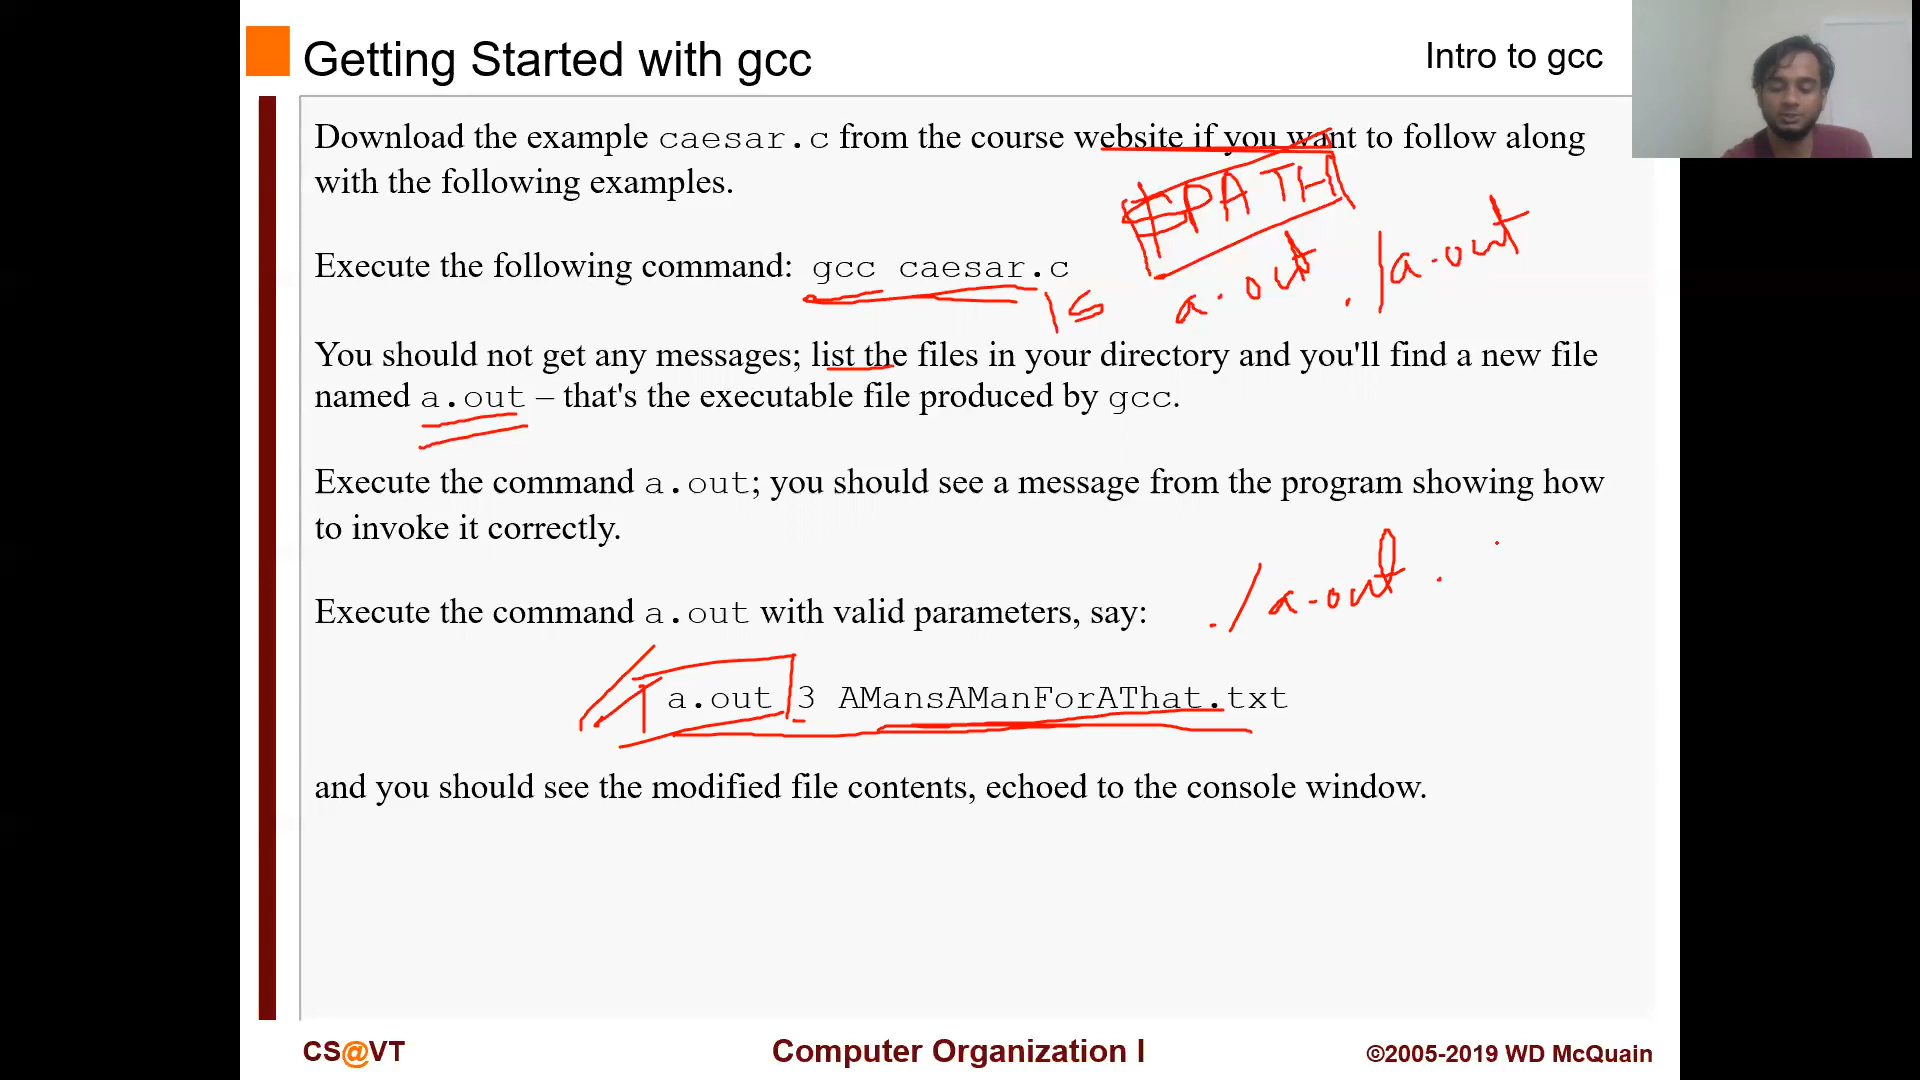 Getting Started with gcc
Intro to gcc
Download the example caesar.c from the course website if you want to follow along
with the following examples.
$PATH
Execute the following command: gcc caesar.c
ls
a.out
./a.out
You should not get any messages; list the files in your directory and you'll find a new file
named a.out – that's the executable file produced by gcc.
Execute the command a.out; you should see a message from the program showing how
to invoke it correctly.
Execute the command a.out with valid parameters, say:
./a.out
a.out 3 AMansAManForAThat.txt
and you should see the modified file contents, echoed to the console window.
CS@VT
Computer Organization I
©2005-2019 WD McQuain